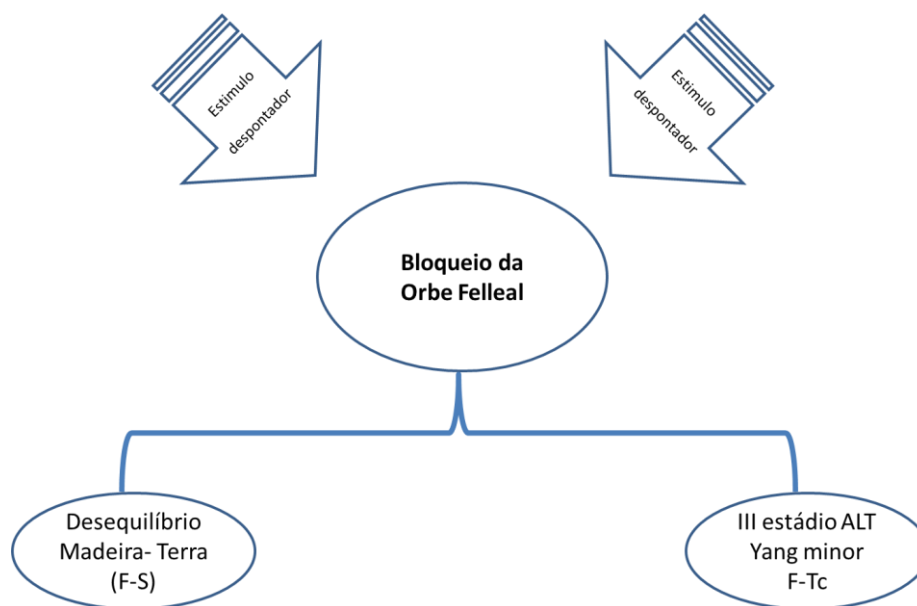 Estimulo
despontador
Estimulo
despontador
Bloqueio da
Orbe Felleal
Desequilíbrio
Madeira- Terra
(F-S)
III estádio ALT
Yang minor
F-Tc